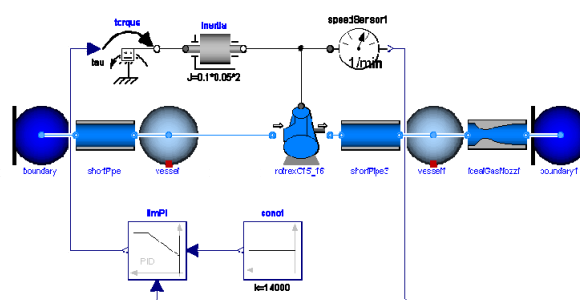 torque
inertia
speedSensor1
tau
J=0.1*0.05^2
1/min
boundary
shortPipe
vessel
rotrexC15_16
shortPipe3
vessel1
idealGasNozzl
boundary1
limPI
const
PID
k=14000